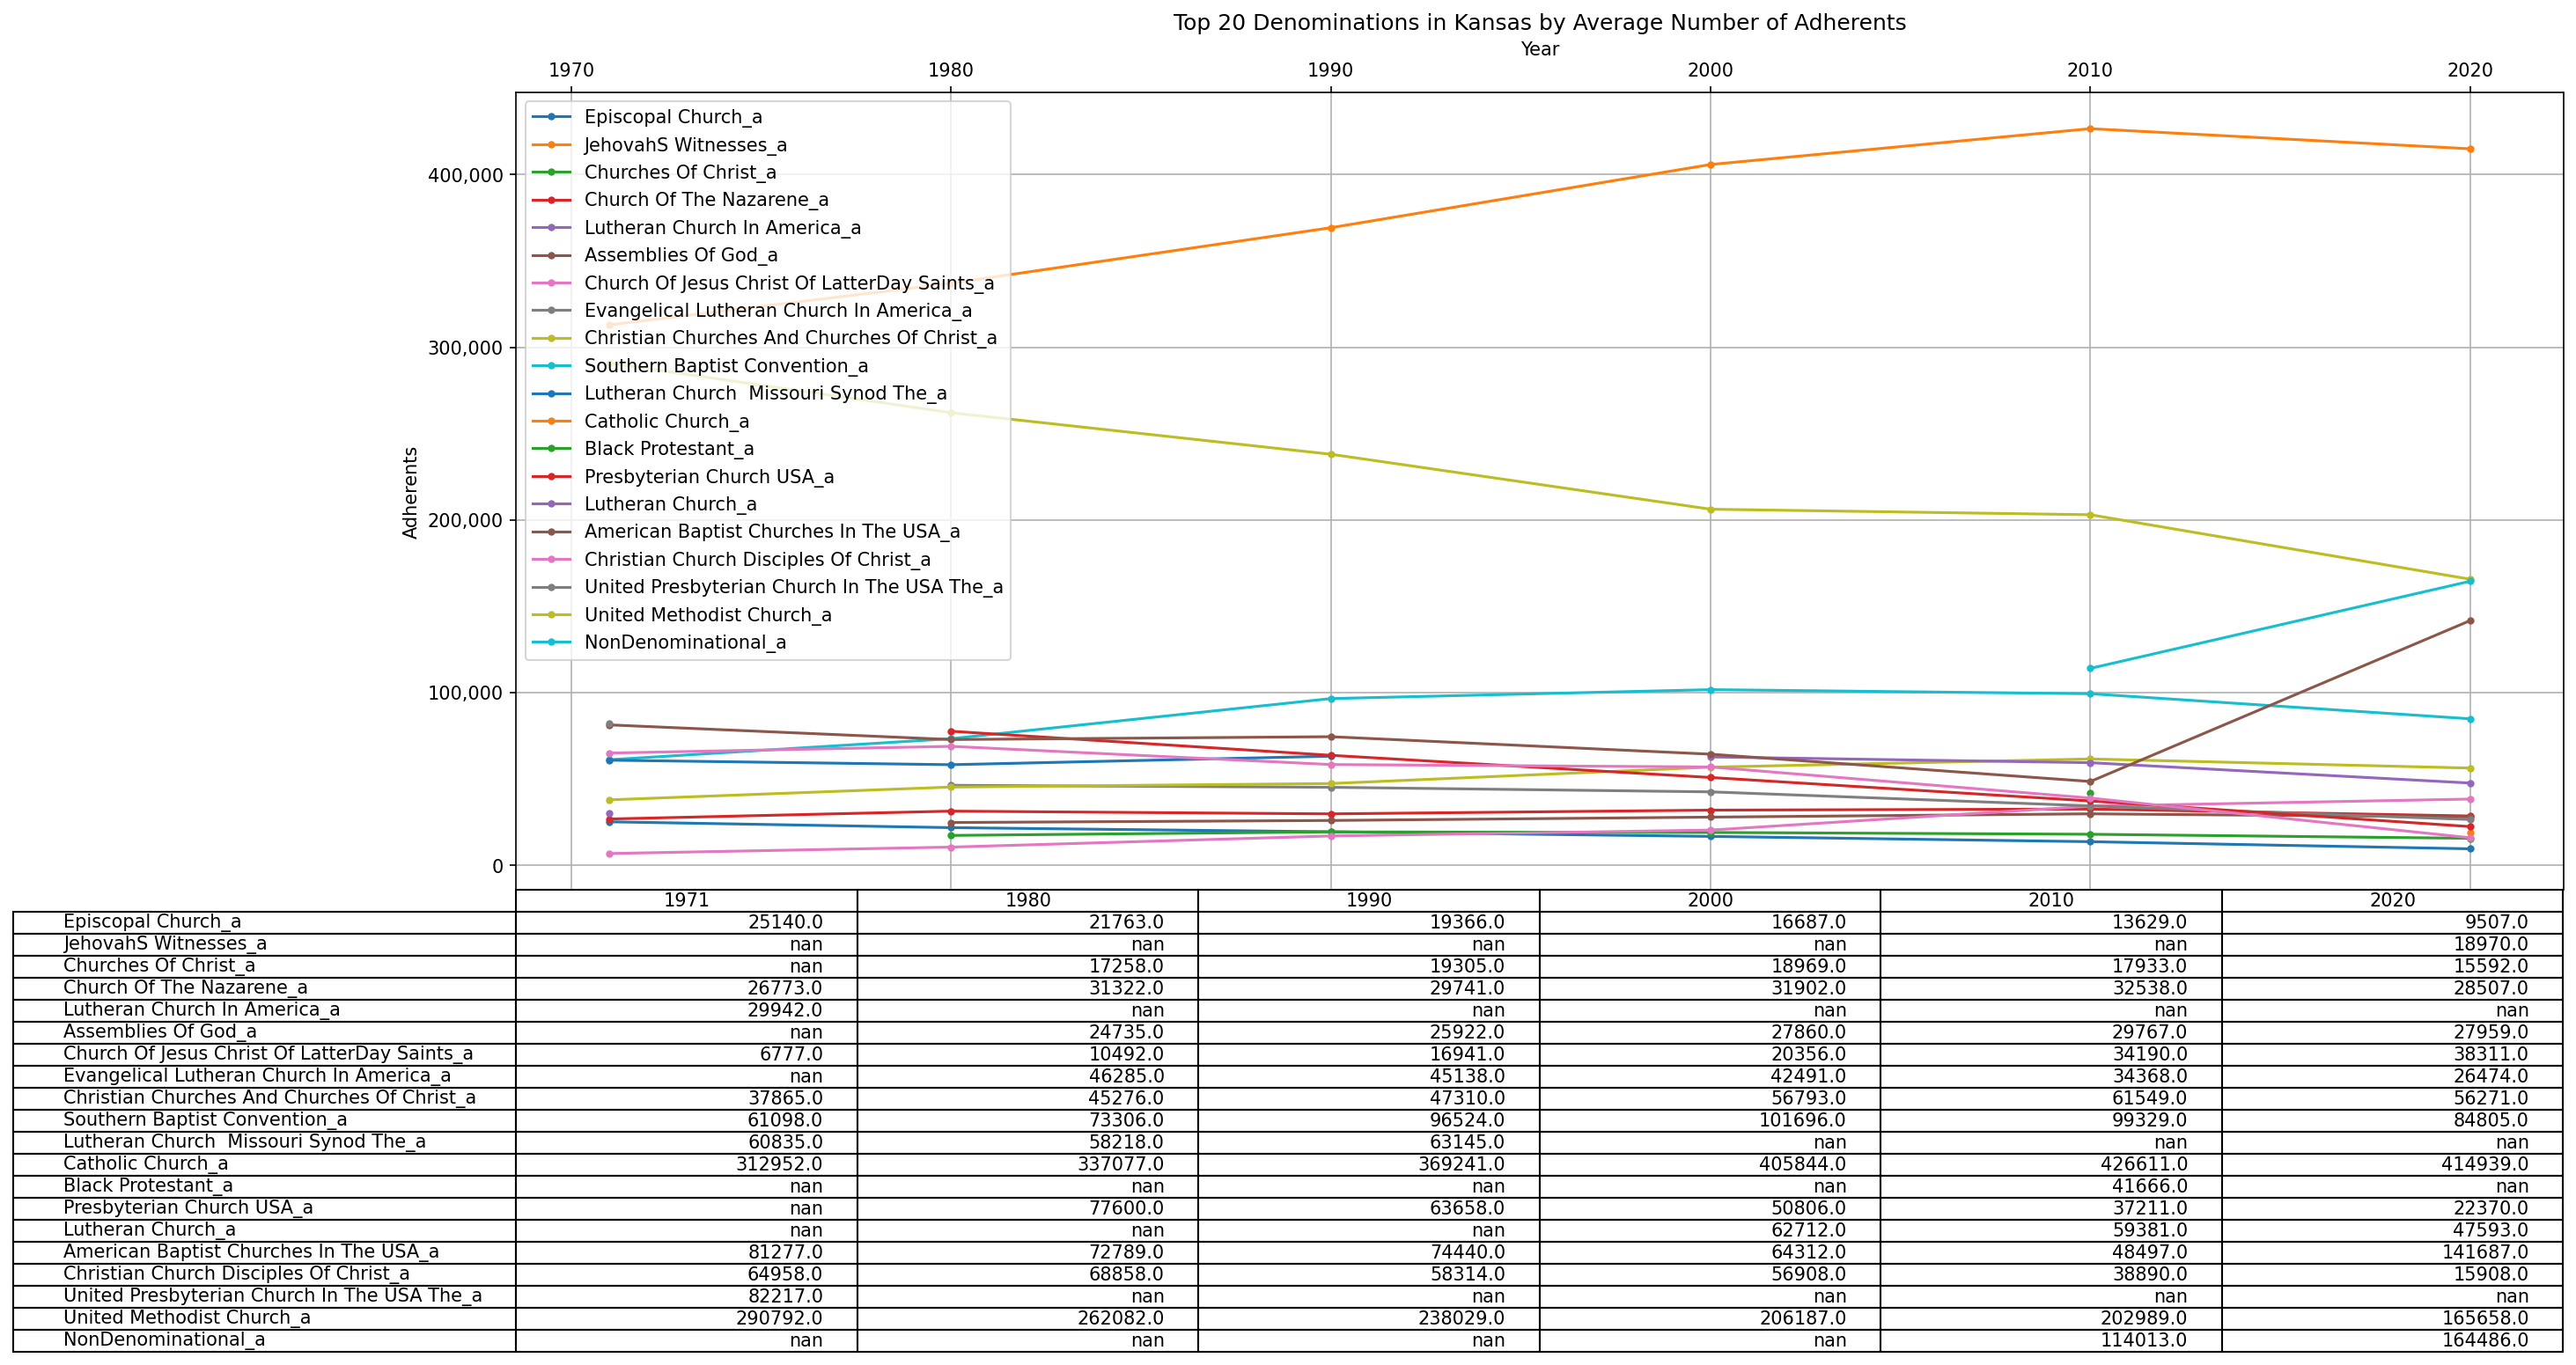 Top 20 Denominations in Kansas by Average Number of Adherents
Year
1970 1980 1990 2000 2010 2020
Adherents
400,000
300,000
200,000
100,000
0
Episcopal Church_a
JehovahS Witnesses_a
Churches Of Christ_a
Church Of The Nazarene_a
Lutheran Church In America_a
Assemblies Of God_a
Church Of Jesus Christ Of LatterDay Saints_a
Evangelical Lutheran Church In America_a
Christian Churches And Churches Of Christ_a
Southern Baptist Convention_a
Lutheran Church  Missouri Synod The_a
Catholic Church_a
Black Protestant_a
Presbyterian Church USA_a
Lutheran Church_a
American Baptist Churches In The USA_a
Christian Church Disciples Of Christ_a
United Presbyterian Church In The USA The_a
United Methodist Church_a
NonDenominational_a
1971 1980 1990 2000 2010 2020
Episcopal Church_a 25140.0 21763.0 19366.0 16687.0 13629.0 9507.0
JehovahS Witnesses_a nan nan nan nan nan 18970.0
Churches Of Christ_a nan 17258.0 19305.0 18969.0 17933.0 15592.0
Church Of The Nazarene_a 26773.0 31322.0 29741.0 31902.0 32538.0 28507.0
Lutheran Church In America_a 29942.0 nan nan nan nan nan
Assemblies Of God_a nan 24735.0 25922.0 27860.0 29767.0 27959.0
Church Of Jesus Christ Of LatterDay Saints_a 6777.0 10492.0 16941.0 20356.0 34190.0 38311.0
Evangelical Lutheran Church In America_a nan 46285.0 45138.0 42491.0 34368.0 26474.0
Christian Churches And Churches Of Christ_a 37865.0 45276.0 47310.0 56793.0 61549.0 56271.0
Southern Baptist Convention_a 61098.0 73306.0 96524.0 101696.0 99329.0 84805.0
Lutheran Church  Missouri Synod The_a 60835.0 58218.0 63145.0 nan nan nan
Catholic Church_a 312952.0 337077.0 369241.0 405844.0 426611.0 414939.0
Black Protestant_a nan nan nan nan 41666.0 nan
Presbyterian Church USA_a nan 77600.0 63658.0 50806.0 37211.0 22370.0
Lutheran Church_a nan nan nan 62712.0 59381.0 47593.0
American Baptist Churches In The USA_a 81277.0 72789.0 74440.0 64312.0 48497.0 141687.0
Christian Church Disciples Of Christ_a 64958.0 68858.0 58314.0 56908.0 38890.0 15908.0
United Presbyterian Church In The USA The_a 82217.0 nan nan nan nan nan
United Methodist Church_a 290792.0 262082.0 238029.0 206187.0 202989.0 165658.0
NonDenominational_a nan nan nan nan 114013.0 164486.0